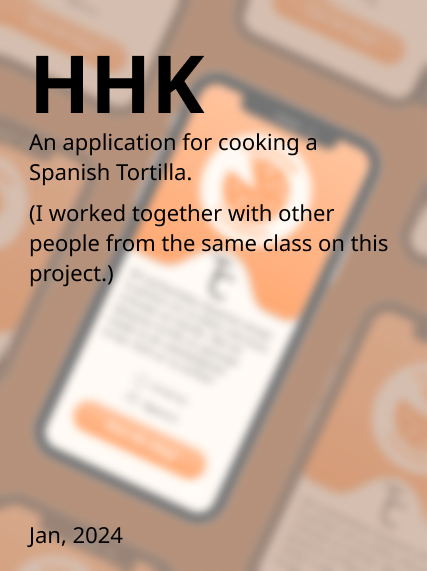 HHK
An application for cooking a
Spanish Tortilla.
(I worked together with other
people from the same class on this
project.)
Jan, 2024